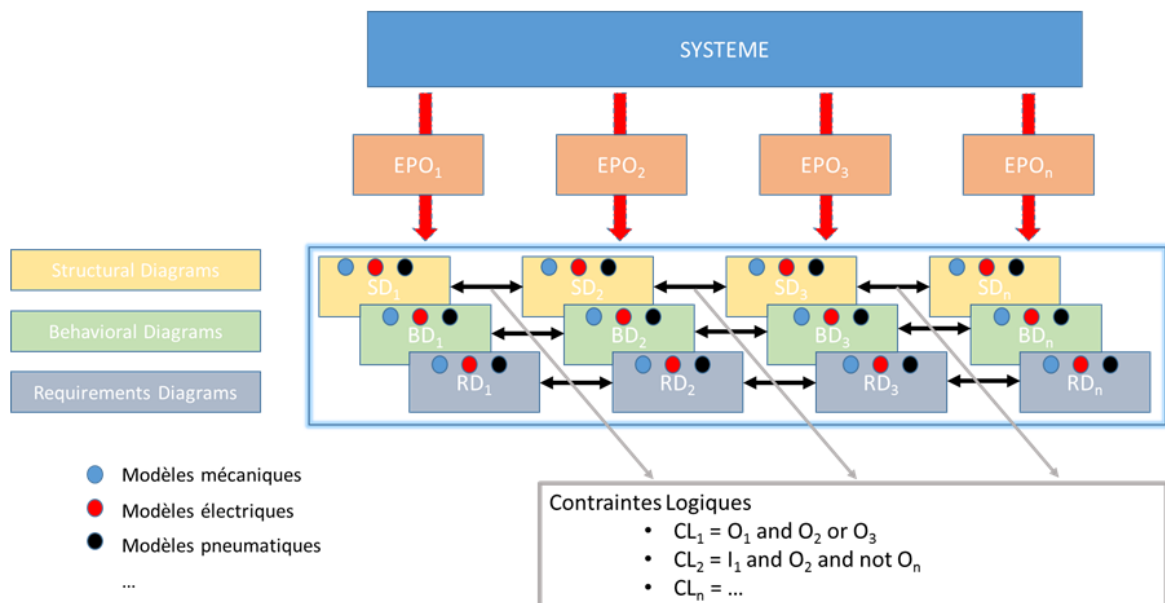 SYSTEME
EPO₁ EPO₂ EPO₃ EPOₙ
Structural Diagrams SD₁ SD₂ SD₃ SDₙ
Behavioral Diagrams BD₁ BD₂ BD₃ BDₙ
Requirements Diagrams RD₁ RD₂ RD₃ RDₙ
Modèles mécaniques
Modèles électriques
Modèles pneumatiques
...
Contraintes Logiques
• CL₁ = O₁ and O₂ or O₃
• CL₂ = I₁ and O₂ and not Oₙ
• CLₙ = ...